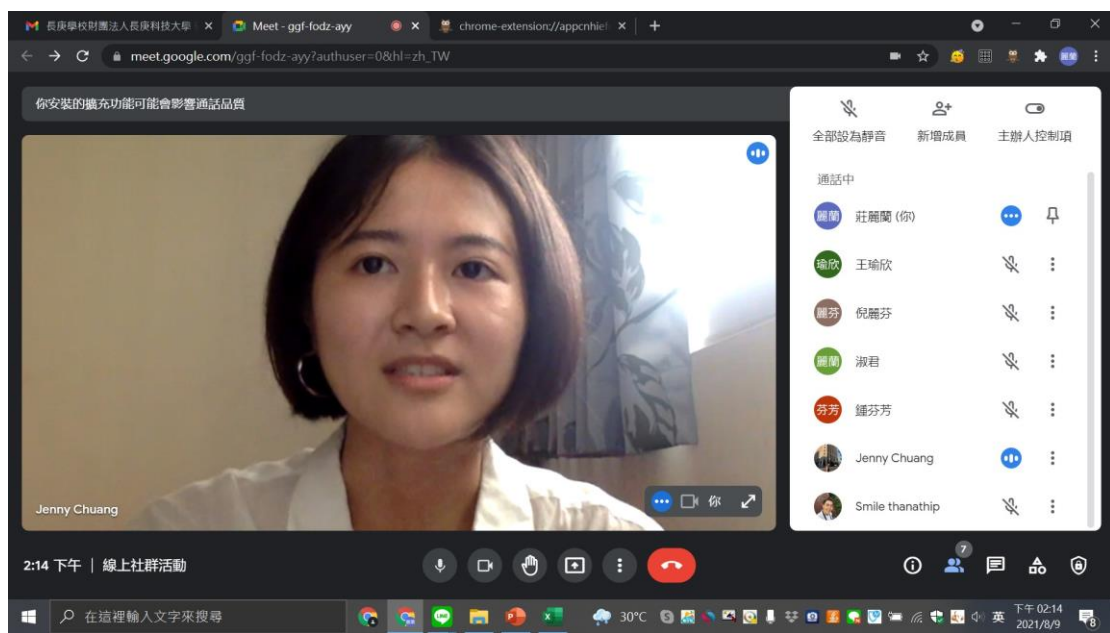 長庚學校財團法人長庚科技大學
Meet - ggf-fodz-ayy
chrome-extension://appcnhief
meet.google.com/ggf-fodz-ayy?authuser=0&hl=zh_TW
麗蘭
你安裝的擴充功能可能會影響通話品質
全部設為靜音 新增成員 主辦人控制項
通話中
麗蘭 莊麗蘭 (你)
瑜欣 王瑜欣
麗芬 倪麗芬
麗蘭 淑君
芬芳 鍾芬芳
Jenny Chuang
Smile thanathip
Jenny Chuang
你
2:14 下午 | 線上社群活動
7
在這裡輸入文字來搜尋
30°C
英
下午 02:14
2021/8/9
8